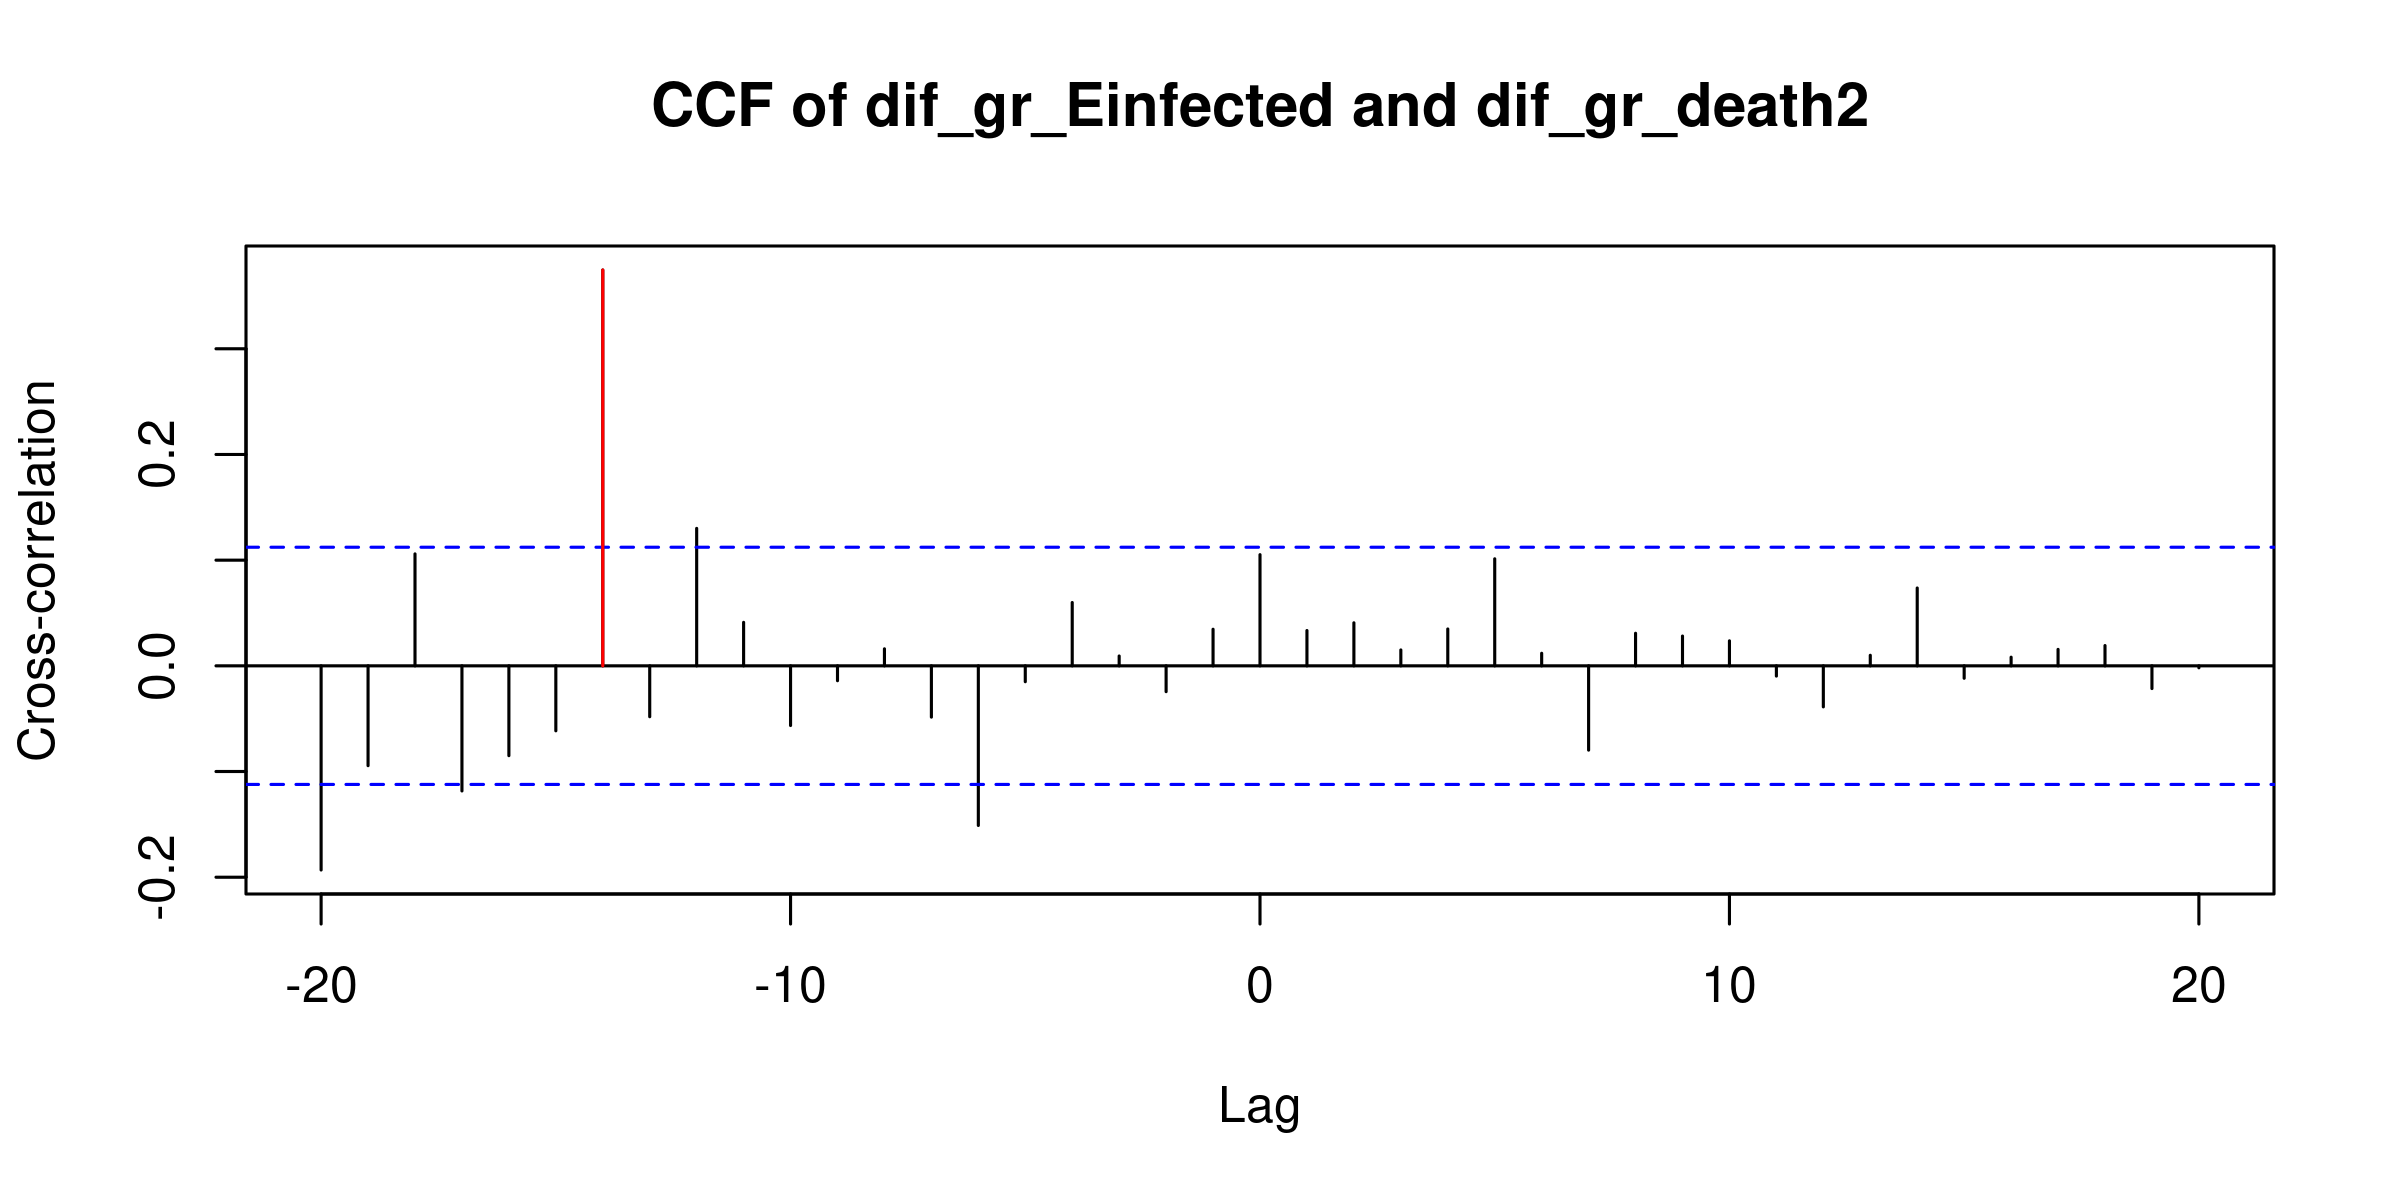 CCF of dif_gr_Einfected and dif_gr_death2
Cross-correlation
0.2
0.0
-0.2
-20 -10 0 10 20
Lag